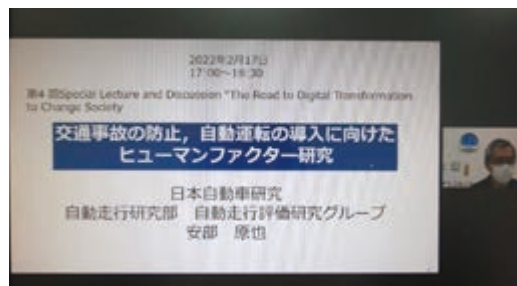 2022年2月17日
17:00~18:30
第4回Special Lecture and Discussion "The Road to Digital Transformation
to Change Society
交通事故の防止，自動運転の導入に向けた
ヒューマンファクター研究
日本自動車研究
自動走行研究部 自動走行評価研究グループ
安部 原也